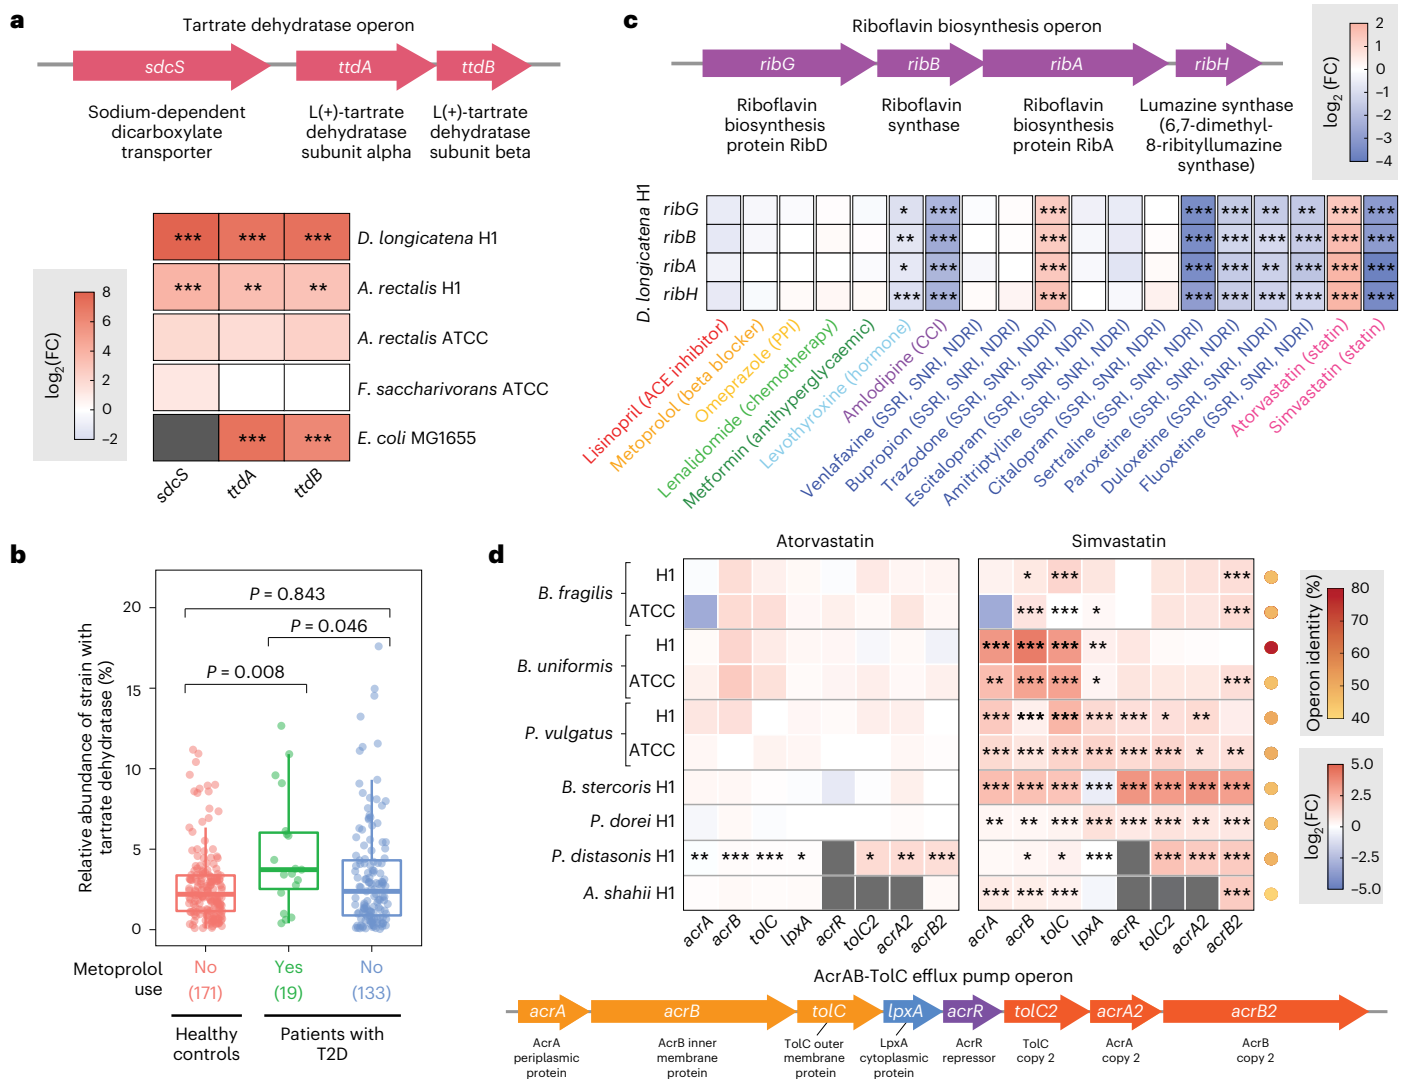 a
Tartrate dehydratase operon
sdcS
ttdA
ttdB
Sodium-dependent
dicarboxylate
transporter
L(+)-tartrate
dehydratase
subunit alpha
L(+)-tartrate
dehydratase
subunit beta
log2(FC)
8
6
4
2
0
−2
*** *** *** D. longicatena H1
*** ** ** A. rectalis H1
A. rectalis ATCC
F. saccharivorans ATCC
*** *** E. coli MG1655
sdcS
ttdA
ttdB
b
Relative abundance of strain with
tartrate dehydratase (%)
20
15
10
5
0
P = 0.843
P = 0.046
P = 0.008
Metoprolol
use
No
(171)
Yes
(19)
No
(133)
Healthy
controls
Patients with
T2D
c
Riboflavin biosynthesis operon
ribG
ribB
ribA
ribH
Riboflavin
biosynthesis
protein RibD
Riboflavin
synthase
Riboflavin
biosynthesis
protein RibA
Lumazine synthase
(6,7-dimethyl-
8-ribityllumazine
synthase)
log2 (FC)
2
1
0
−1
−2
−3
−4
D. longicatena H1
ribG * *** *** *** *** ** ** *** ***
ribB ** *** *** *** *** *** *** *** ***
ribA * *** *** *** *** ** *** *** ***
ribH *** *** *** *** *** *** *** *** ***
Lisinopril (ACE inhibitor)
Metoprolol (beta blocker)
Omeprazole (PPI)
Lenalidomide (chemotherapy)
Metformin (antihyperglycaemic)
Levothyroxine (hormone)
Amlodipine (CCI)
Venlafaxine (SSRI, SNRI, NDRI)
Bupropion (SSRI, SNRI, NDRI)
Trazodone (SSRI, SNRI, NDRI)
Escitalopram (SSRI, SNRI, NDRI)
Amitriptyline (SSRI, SNRI, NDRI)
Citalopram (SSRI, SNRI, NDRI)
Sertraline (SSRI, SNRI, NDRI)
Paroxetine (SSRI, SNRI, NDRI)
Duloxetine (SSRI, SNRI, NDRI)
Fluoxetine (SSRI, SNRI, NDRI)
Atorvastatin (statin)
Simvastatin (statin)
d
Atorvastatin
Simvastatin
B. fragilis
H1 * *** ***
ATCC *** *** * ***
B. uniformis
H1 *** *** *** **
ATCC ** *** *** * ***
P. vulgatus
H1 *** *** *** *** *** * **
ATCC *** *** *** *** *** *** * **
B. stercoris H1 *** *** *** *** *** *** *** ***
P. dorei H1 ** ** *** *** *** *** ** ***
P. distasonis H1 ** *** *** * * ** *** * * *** *** *** ***
A. shahii H1 *** *** *** ***
acrA
acrB
tolC
lpxA
acrR
tolC2
acrA2
acrB2
acrA
acrB
tolC
lpxA
acrR
tolC2
acrA2
acrB2
Operon identity (%)
80
70
60
50
40
log2(FC)
5.0
2.5
0
−2.5
−5.0
AcrAB-TolC efflux pump operon
acrA
acrB
tolC
lpxA
acrR
tolC2
acrA2
acrB2
AcrA
periplasmic
protein
AcrB inner
membrane
protein
TolC outer
membrane
protein
LpxA
cytoplasmic
protein
AcrR
repressor
TolC
copy 2
AcrA
copy 2
AcrB
copy 2